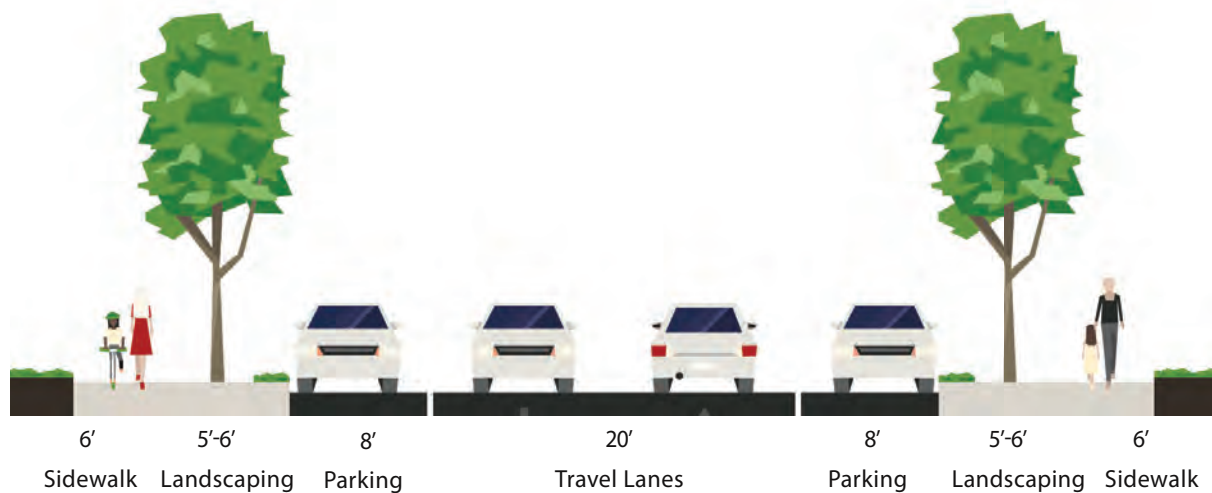 6’ 5’-6’ 8’ 20’ 8’ 5’-6’ 6’
Sidewalk Landscaping Parking Travel Lanes Parking Landscaping Sidewalk